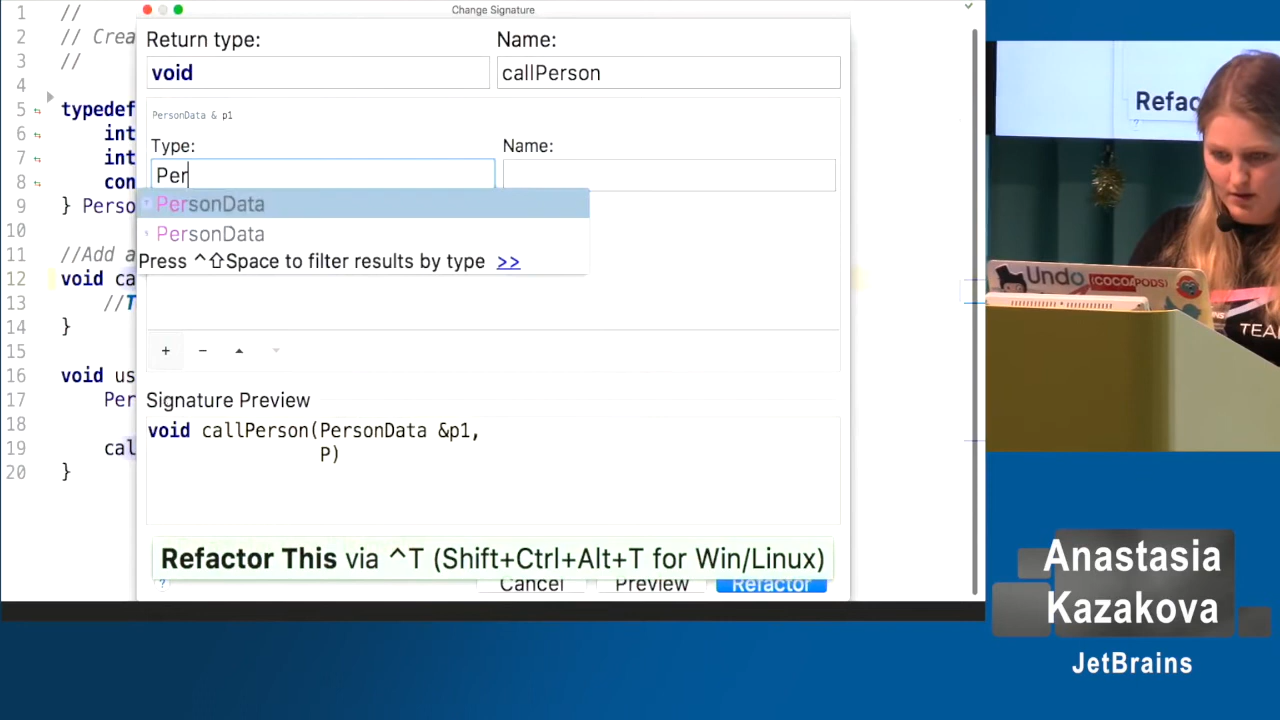 Change Signature
1 //
2 // Crea
3 //
4
5 typedef
6 int
7 int
8 con
9 } Perso
10
11 //Add a
12 void ca
13 //T
14 }
15
16 void us
17 Per
18
19 cal
20 }
Return type:
Name:
void
callPerson
PersonData & p1
Type:
Name:
Per
PersonData
PersonData
Press ^⇧Space to filter results by type >>
+ −
Signature Preview
void callPerson(PersonData &p1,
P)
Refactor This via ^T (Shift+Ctrl+Alt+T for Win/Linux)
?
Cancel
Preview
Refactor
Refac
?
Undo
(COCOAPODS)
TEA
Anastasia
Kazakova
JetBrains